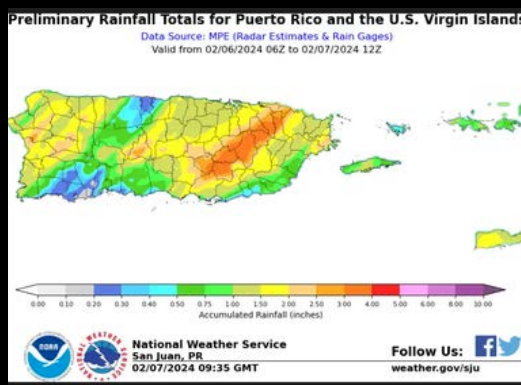 Preliminary Rainfall Totals for Puerto Rico and the U.S. Virgin Islands
Data Source: MPE (Radar Estimates & Rain Gages)
Valid from 02/06/2024 06Z to 02/07/2024 12Z
0.00 0.10 0.20 0.30 0.40 0.50 0.75 1.00 1.50 2.00 2.50 3.00 4.00 5.00 6.00 8.00 10.00
Accumulated Rainfall (inches)
NOAA
NATIONAL WEATHER SERVICE
National Weather Service
San Juan, PR
02/07/2024 09:35 GMT
Follow Us:
weather.gov/sju